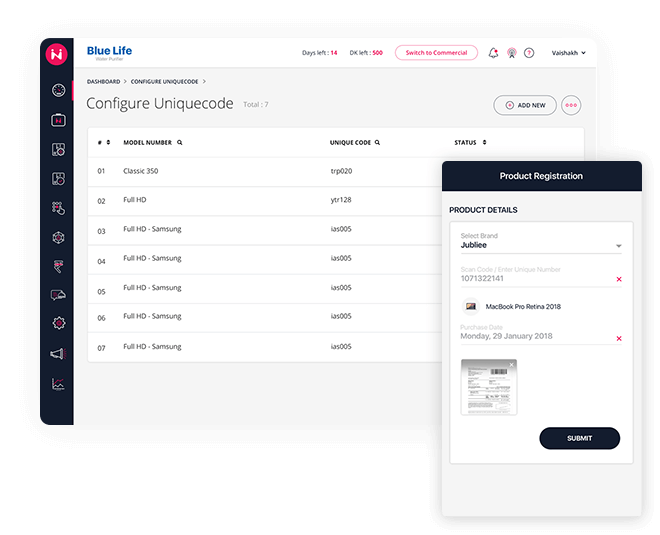 Blue Life
Water Purifier
Days left : 14 DK left : 500 Switch to Commercial ? Vaishakh
DASHBOARD > CONFIGURE UNIQUECODE >
Configure Uniquecode Total : 7
ADD NEW
# MODEL NUMBER UNIQUE CODE STATUS
01 Classic 350 trp020
02 Full HD ytr128
03 Full HD - Samsung ias005
04 Full HD - Samsung ias005
05 Full HD - Samsung ias005
06 Full HD - Samsung ias005
07 Full HD - Samsung ias005
Product Registration
PRODUCT DETAILS
Select Brand
Jubliee
Scan Code / Enter Unique Number
1071322141
MacBook Pro Retina 2018
Purchase Date
Monday, 29 January 2018
SUBMIT